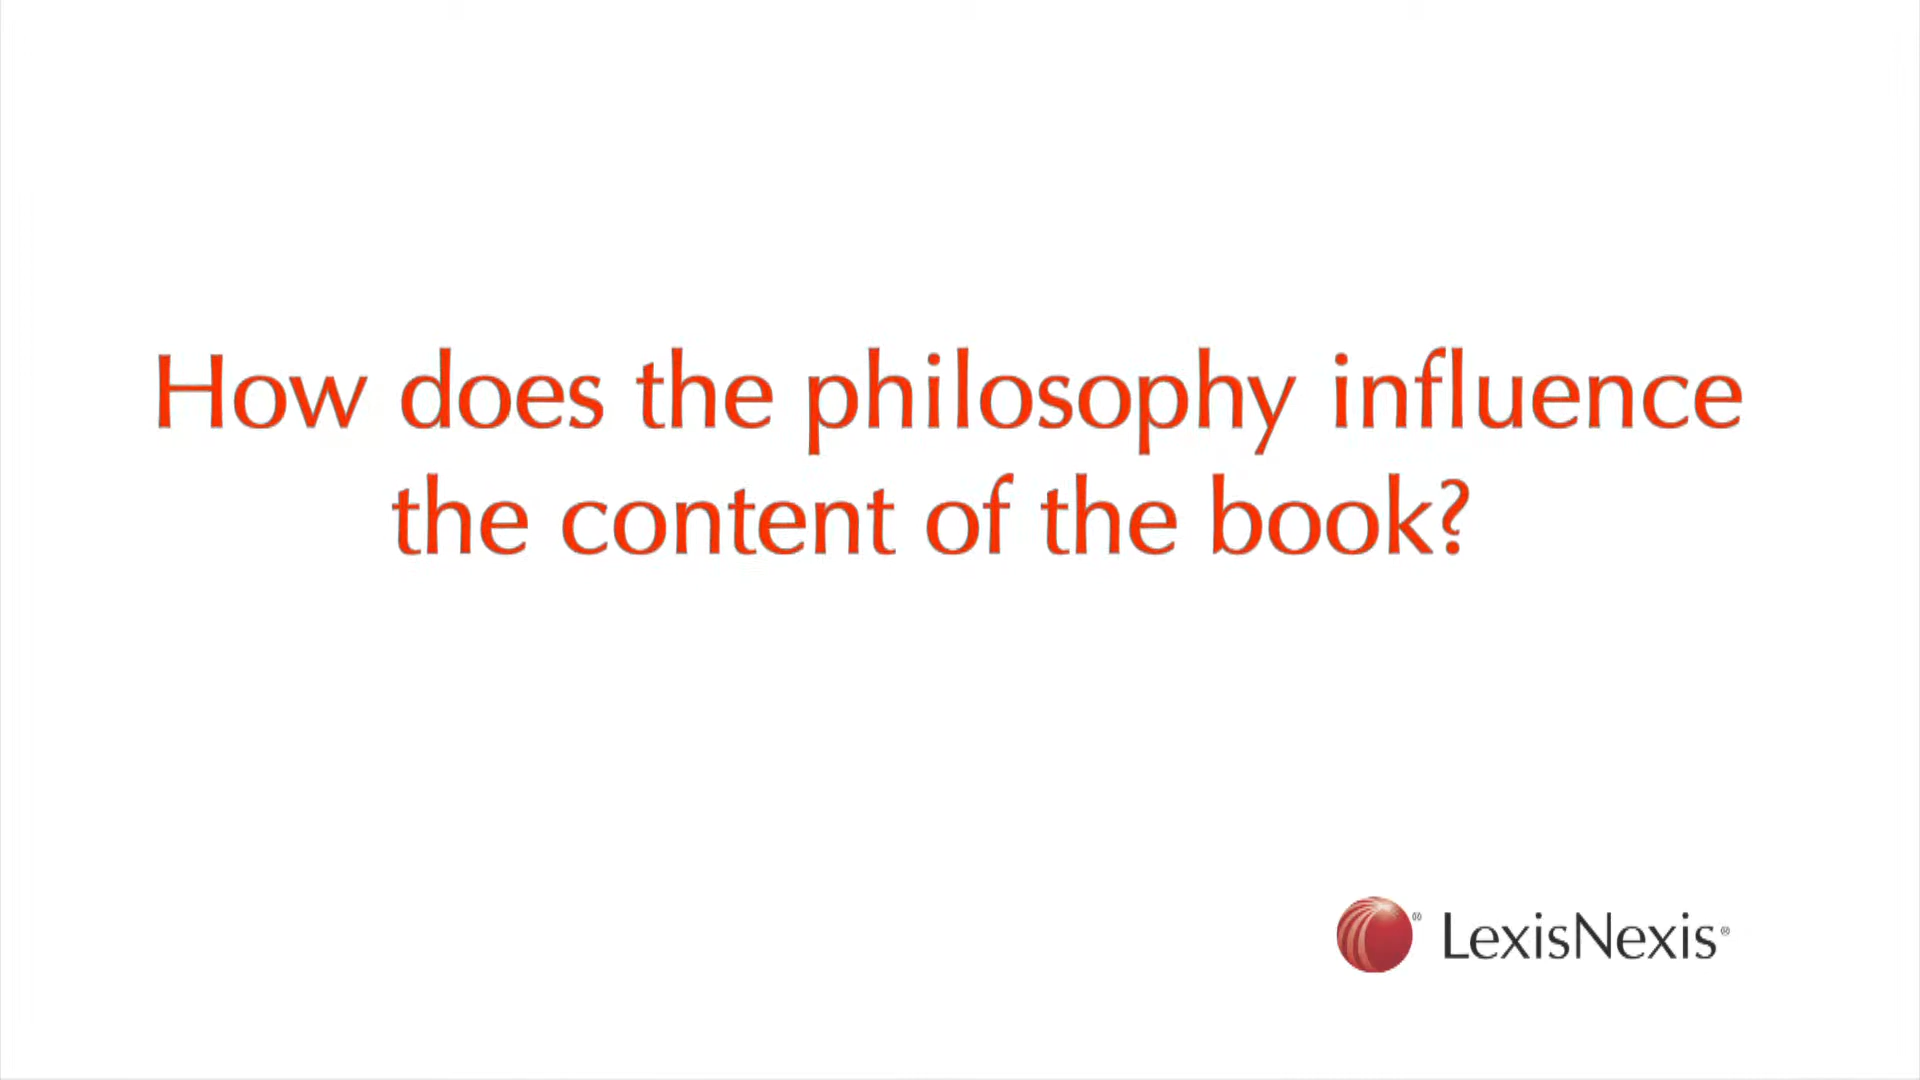 How does the philosophy influence
the content of the book?
LexisNexis®